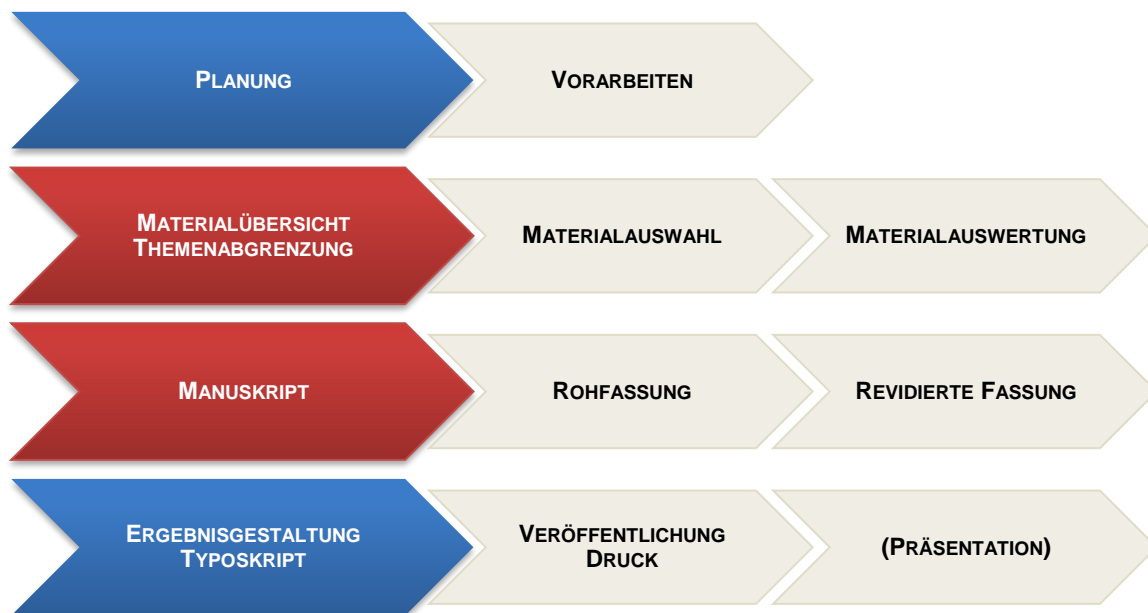 PLANUNG
VORARBEITEN
MATERIALÜBERSICHT
THEMENABGRENZUNG
MATERIALAUSWAHL
MATERIALAUSWERTUNG
MANUSKRIPT
ROHFASSUNG
REVIDIERTE FASSUNG
ERGEBNISGESTALTUNG
TYPOSKRIPT
VERÖFFENTLICHUNG
DRUCK
(PRÄSENTATION)